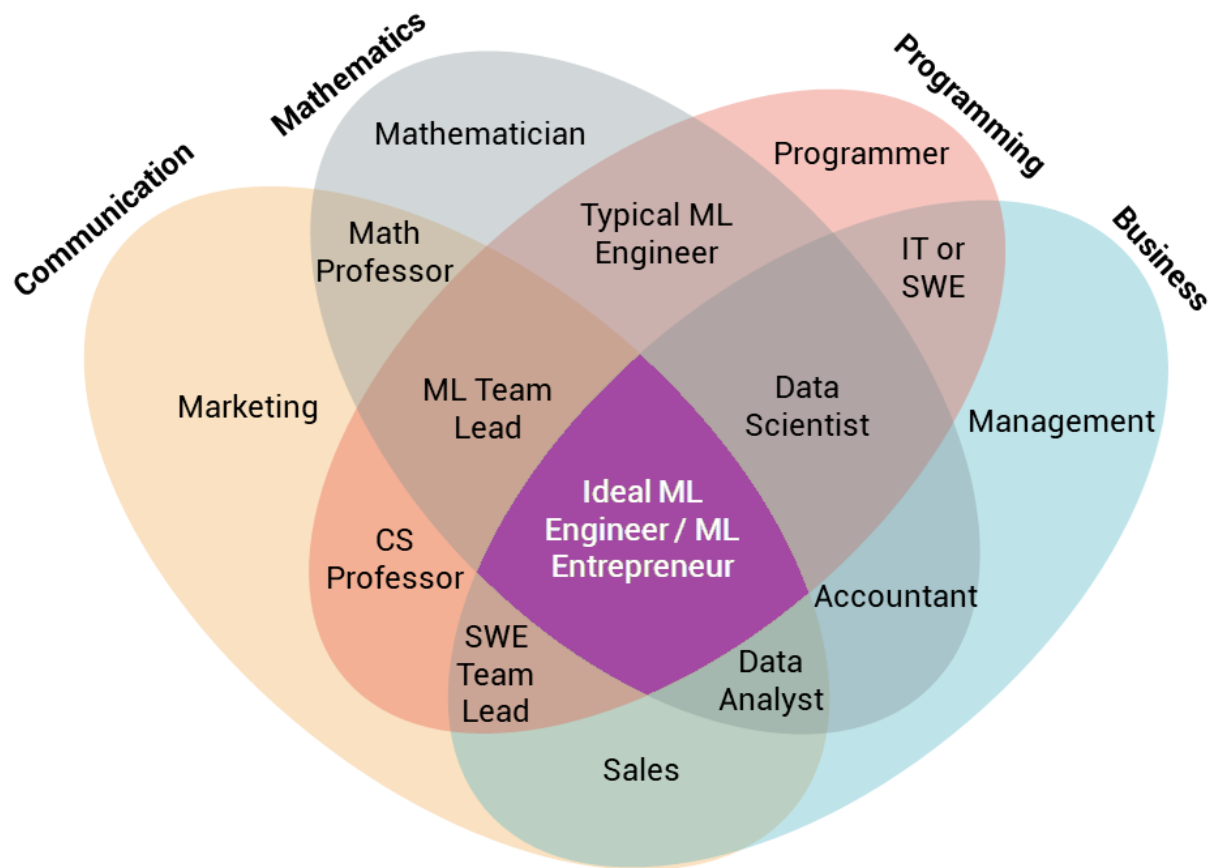 Communication
Mathematics
Programming
Business
Mathematician
Programmer
Math
Professor
Typical ML
Engineer
IT or
SWE
Marketing
ML Team
Lead
Data
Scientist
Management
Ideal ML
Engineer / ML
Entrepreneur
CS
Professor
Accountant
SWE
Team
Lead
Data
Analyst
Sales